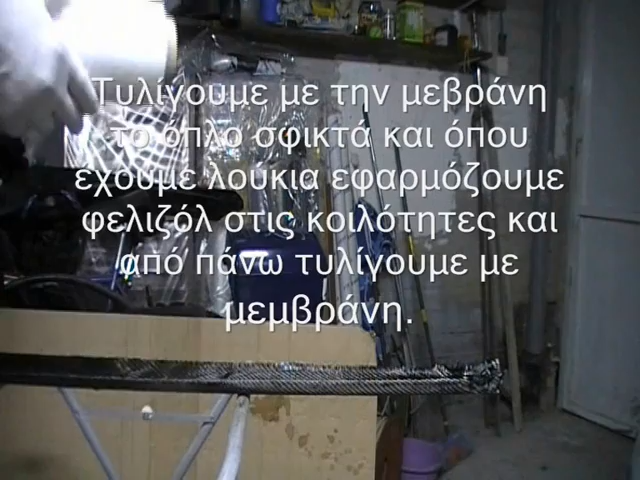 Τυλίγουμε με την μεβράνη
το όπλο σφικτά και όπου
έχουμε λούκια εφαρμόζουμε
φελιζόλ στις κοιλότητες και
από πάνω τυλίγουμε με
μεμβράνη.